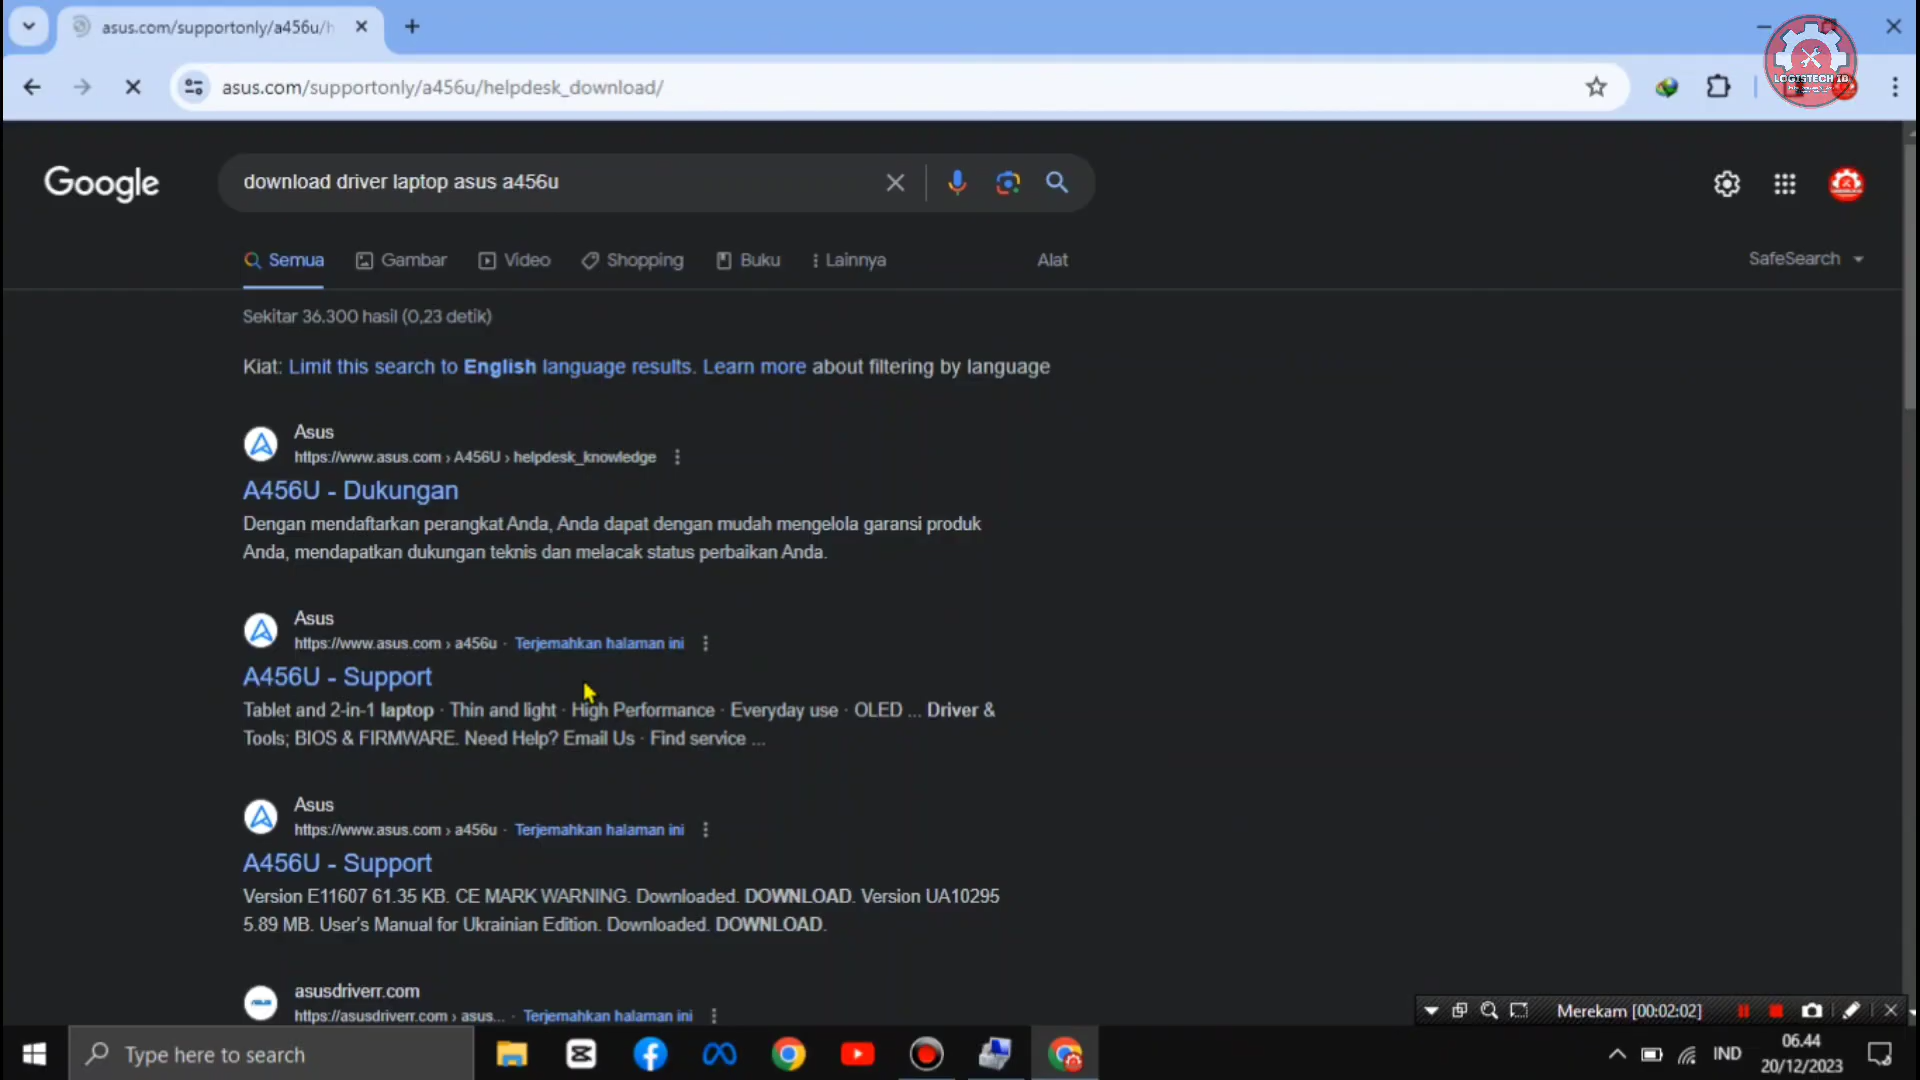 asus.com/supportonly/a456u/h
asus.com/supportonly/a456u/helpdesk_download/
LOGISTECH ID
Google
download driver laptop asus a456u
Semua
Gambar
Video
Shopping
Buku
Lainnya
Alat
SafeSearch
Sekitar 36.300 hasil (0,23 detik)
Kiat: Limit this search to English language results. Learn more about filtering by language
Asus
https://www.asus.com › A456U › helpdesk_knowledge
A456U - Dukungan
Dengan mendaftarkan perangkat Anda, Anda dapat dengan mudah mengelola garansi produk
Anda, mendapatkan dukungan teknis dan melacak status perbaikan Anda.
Asus
https://www.asus.com › a456u · Terjemahkan halaman ini
A456U - Support
Tablet and 2-in-1 laptop · Thin and light · High Performance · Everyday use · OLED ... Driver &
Tools; BIOS & FIRMWARE. Need Help? Email Us · Find service ...
Asus
https://www.asus.com › a456u · Terjemahkan halaman ini
A456U - Support
Version E11607 61.35 KB. CE MARK WARNING. Downloaded. DOWNLOAD. Version UA10295
5.89 MB. User's Manual for Ukrainian Edition. Downloaded. DOWNLOAD.
asusdriverr.com
https://asusdriverr.com › asus... · Terjemahkan halaman ini
Merekam [00:02:02]
Type here to search
IND
06.44
20/12/2023